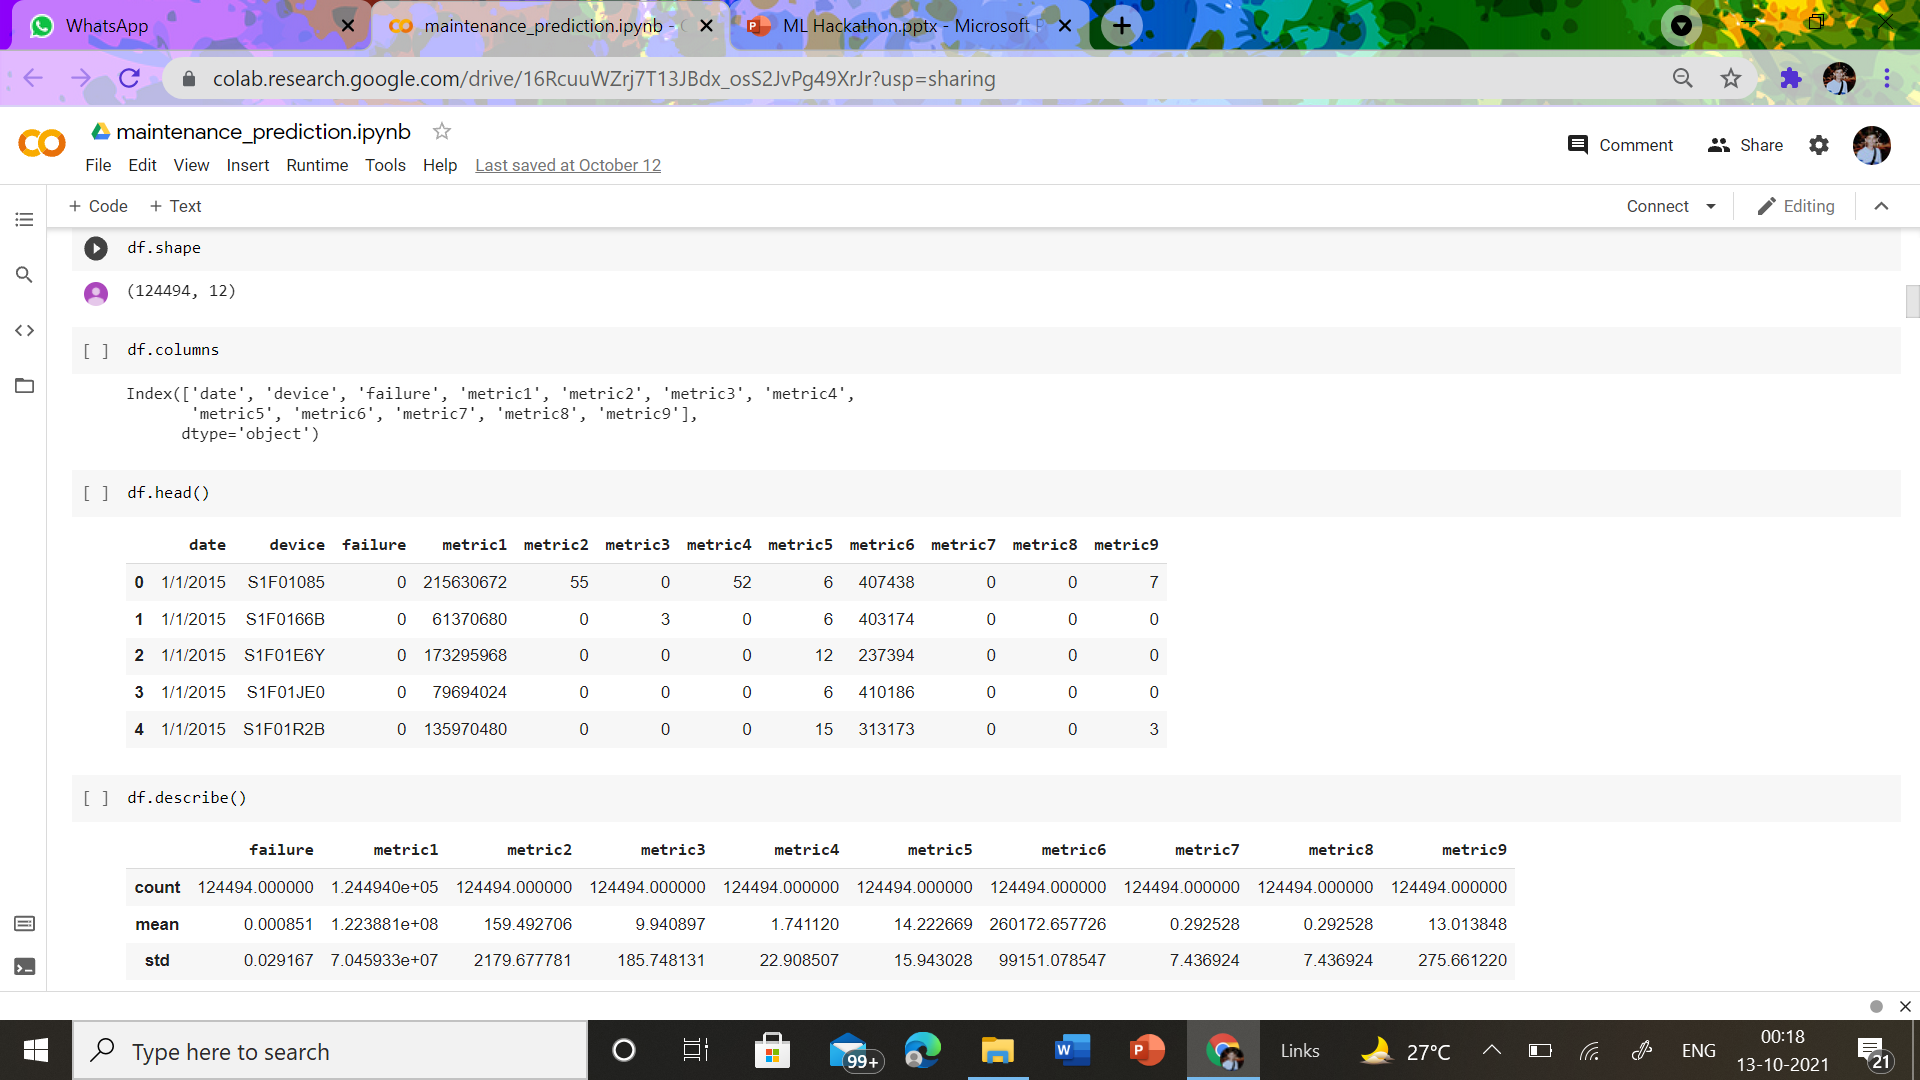 WhatsApp
maintenance_prediction.ipynb - C
ML Hackathon.pptx - Microsoft P
colab.research.google.com/drive/16RcuuWZrj7T13JBdx_osS2JvPg49XrJr?usp=sharing
maintenance_prediction.ipynb
Comment Share
File Edit View Insert Runtime Tools Help Last saved at October 12
+ Code + Text Connect Editing
df.shape
(124494, 12)
[ ] df.columns
Index(['date', 'device', 'failure', 'metric1', 'metric2', 'metric3', 'metric4',
'metric5', 'metric6', 'metric7', 'metric8', 'metric9'],
dtype='object')
[ ] df.head()
date device failure metric1 metric2 metric3 metric4 metric5 metric6 metric7 metric8 metric9
0 1/1/2015 S1F01085 0 215630672 55 0 52 6 407438 0 0 7
1 1/1/2015 S1F0166B 0 61370680 0 3 0 6 403174 0 0 0
2 1/1/2015 S1F01E6Y 0 173295968 0 0 0 12 237394 0 0 0
3 1/1/2015 S1F01JE0 0 79694024 0 0 0 6 410186 0 0 0
4 1/1/2015 S1F01R2B 0 135970480 0 0 0 15 313173 0 0 3
[ ] df.describe()
failure metric1 metric2 metric3 metric4 metric5 metric6 metric7 metric8 metric9
count 124494.000000 1.244940e+05 124494.000000 124494.000000 124494.000000 124494.000000 124494.000000 124494.000000 124494.000000 124494.000000
mean 0.000851 1.223881e+08 159.492706 9.940897 1.741120 14.222669 260172.657726 0.292528 0.292528 13.013848
std 0.029167 7.045933e+07 2179.677781 185.748131 22.908507 15.943028 99151.078547 7.436924 7.436924 275.661220
Type here to search
99+
W
P
Links
27°C
ENG
00:18
13-10-2021
21